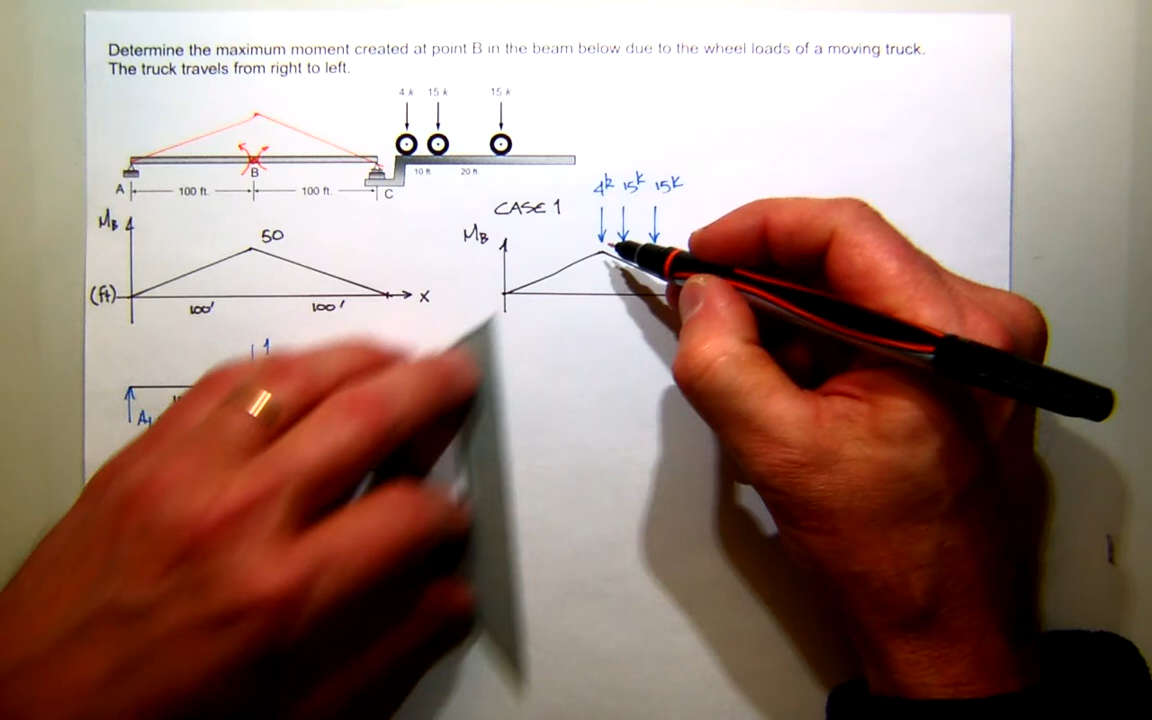 Determine the maximum moment created at point B in the beam below due to the wheel loads of a moving truck.
The truck travels from right to left.
4 k 15 k 15 k
B
10 ft 20 ft
A 100 ft. 100 ft. C
4k 15k 15k
CASE 1
MB 50 MB
(ft) 100' 100' x
1